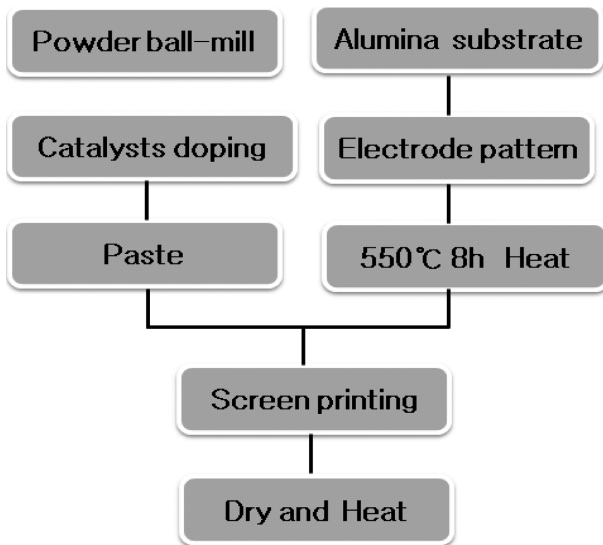 Powder ball-mill
Alumina substrate
Catalysts doping
Electrode pattern
Paste
550℃ 8h Heat
Screen printing
Dry and Heat